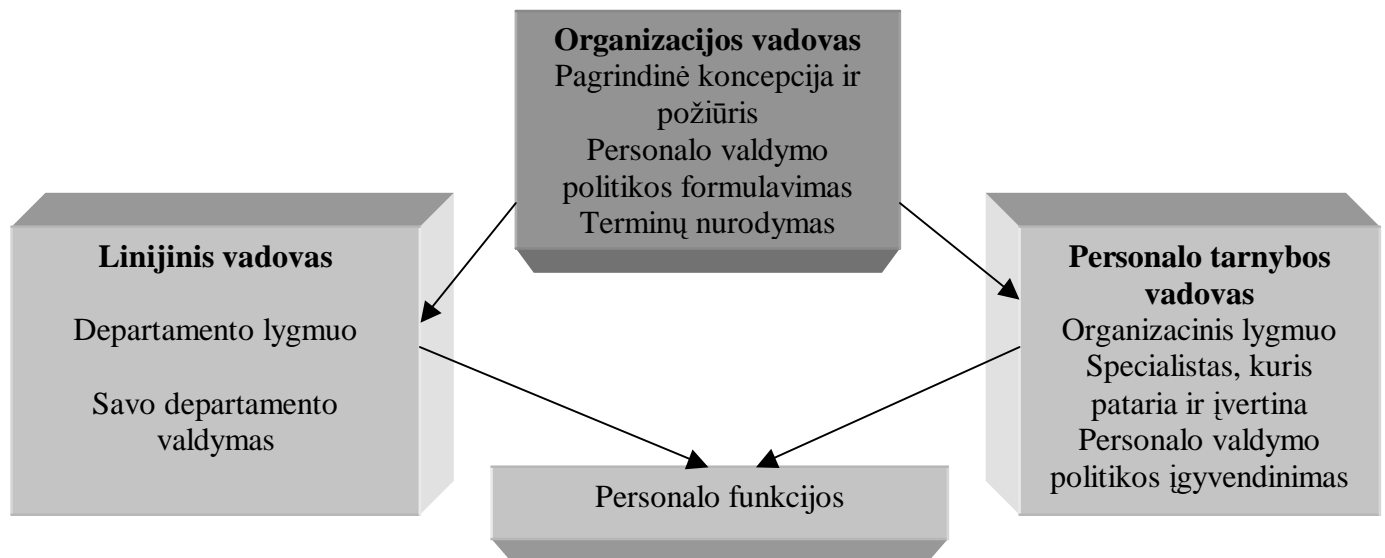 Organizacijos vadovas
Pagrindinė koncepcija ir
požiūris
Personalo valdymo
politikos formulavimas
Terminų nurodymas
Linijinis vadovas
Departamento lygmuo
Savo departamento
valdymas
Personalo tarnybos
vadovas
Organizacinis lygmuo
Specialistas, kuris
pataria ir įvertina
Personalo valdymo
politikos įgyvendinimas
Personalo funkcijos